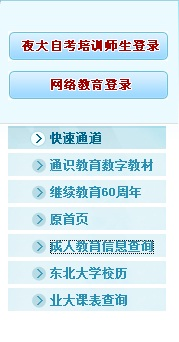 夜大自考培训师生登录
网络教育登录
快速通道
通识教育数字教材
继续教育60周年
原首页
成人教育信息查询
东北大学校历
业大课表查询